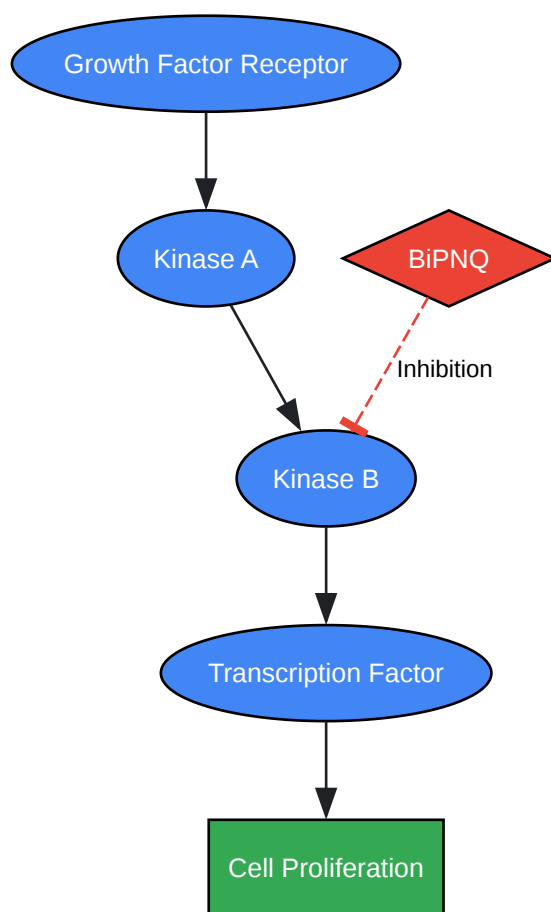 Growth Factor Receptor
Kinase A
BiPNQ
Inhibition
Kinase B
Transcription Factor
Cell Proliferation